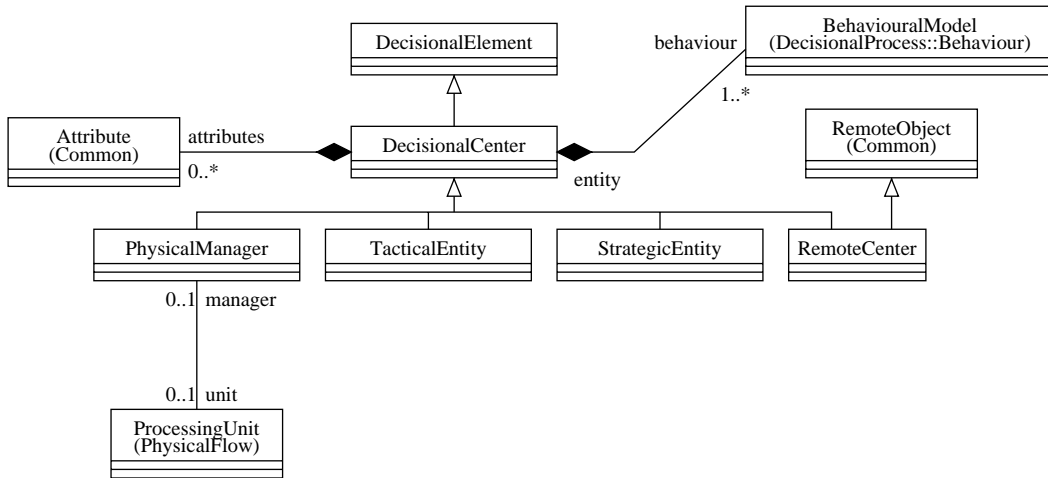 BehaviouralModel
(DecisionalProcess::Behaviour)
DecisionalElement
behaviour
1..*
RemoteObject
(Common)
Attribute
(Common)
attributes
0..*
DecisionalCenter
entity
PhysicalManager
TacticalEntity
StrategicEntity
RemoteCenter
0..1 manager
0..1 unit
ProcessingUnit
(PhysicalFlow)